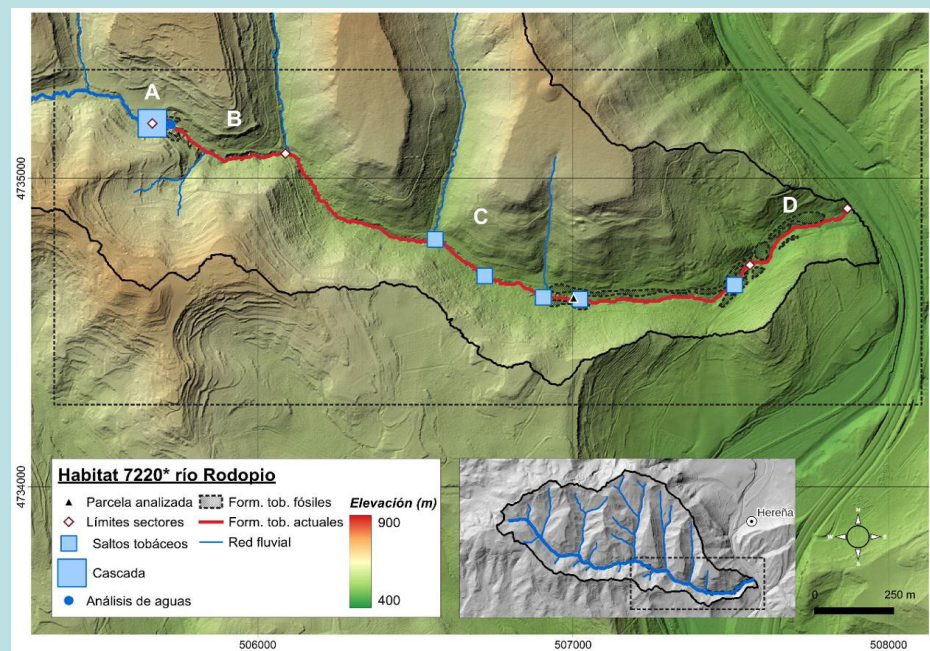 A
B
C
D
4735000
4734000
Habitat 7220* río Rodopio
Parcela analizada
Límites sectores
Saltos tobáceos
Cascada
Análisis de aguas
Form. tob. fósiles
Form. tob. actuales
Red fluvial
Elevación (m)
900
400
Hereña
N
W
E
S
0 250 m
506000 507000 508000